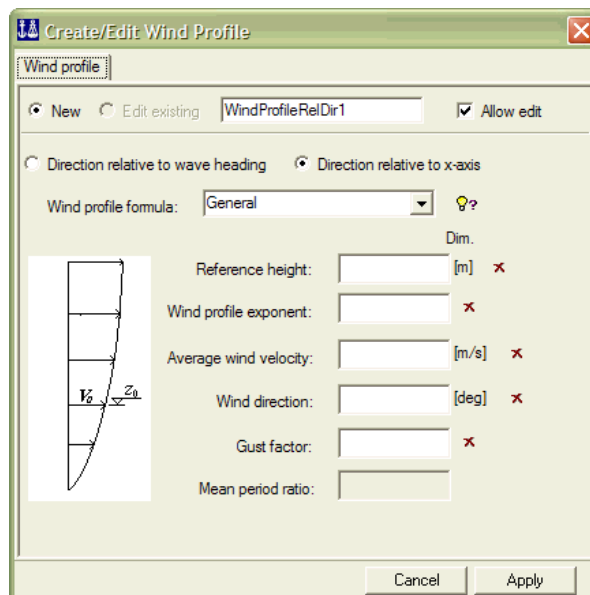 Create/Edit Wind Profile
Wind profile
New Edit existing WindProfileRelDir1 Allow edit
Direction relative to wave heading Direction relative to x-axis
Wind profile formula: General ?
Dim.
Reference height: [m]
Wind profile exponent:
Average wind velocity: [m/s]
V₀ z₀ Wind direction: [deg]
Gust factor:
Mean period ratio:
Cancel Apply